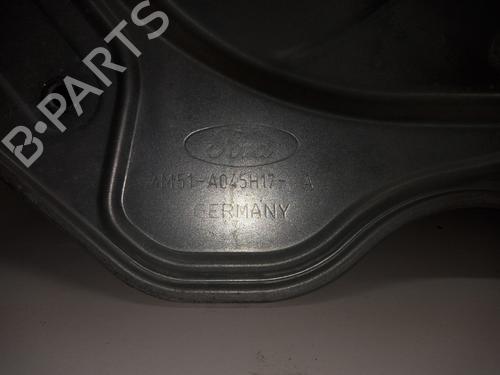 B-PARTS
Ford
4M51-A045H17- A
GERMANY